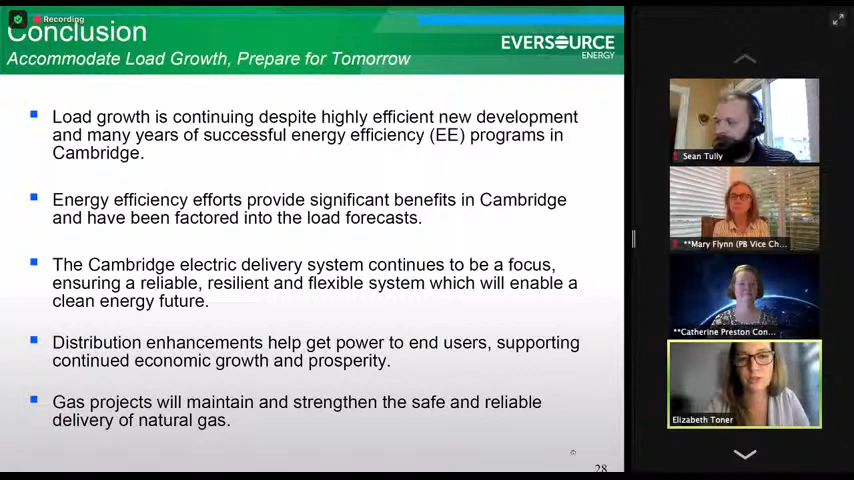 Recording
Conclusion
Accommodate Load Growth, Prepare for Tomorrow
EVERSOURCE
ENERGY
Load growth is continuing despite highly efficient new development
and many years of successful energy efficiency (EE) programs in
Cambridge.
Energy efficiency efforts provide significant benefits in Cambridge
and have been factored into the load forecasts.
The Cambridge electric delivery system continues to be a focus,
ensuring a reliable, resilient and flexible system which will enable a
clean energy future.
Distribution enhancements help get power to end users, supporting
continued economic growth and prosperity.
Gas projects will maintain and strengthen the safe and reliable
delivery of natural gas.
28
Sean Tully
**Mary Flynn (PB Vice Ch...
**Catherine Preston Con...
Elizabeth Toner